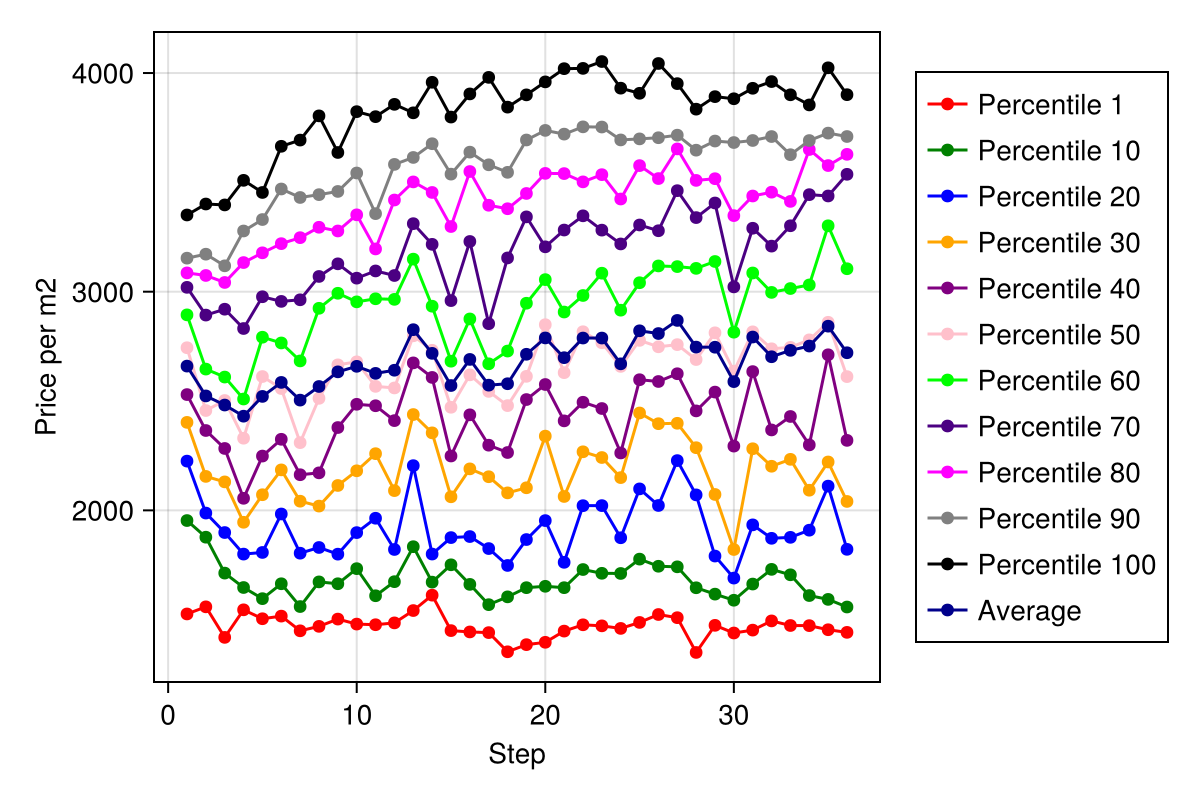 4000
3000
2000
Price per m2
0 10 20 30
Step
Percentile 1
Percentile 10
Percentile 20
Percentile 30
Percentile 40
Percentile 50
Percentile 60
Percentile 70
Percentile 80
Percentile 90
Percentile 100
Average